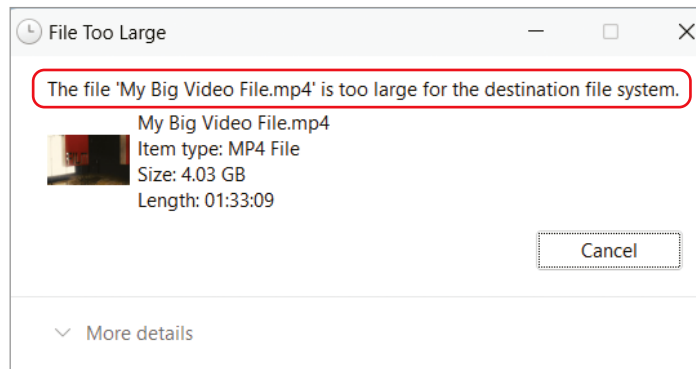 File Too Large
The file 'My Big Video File.mp4' is too large for the destination file system.
My Big Video File.mp4
Item type: MP4 File
Size: 4.03 GB
Length: 01:33:09
Cancel
More details